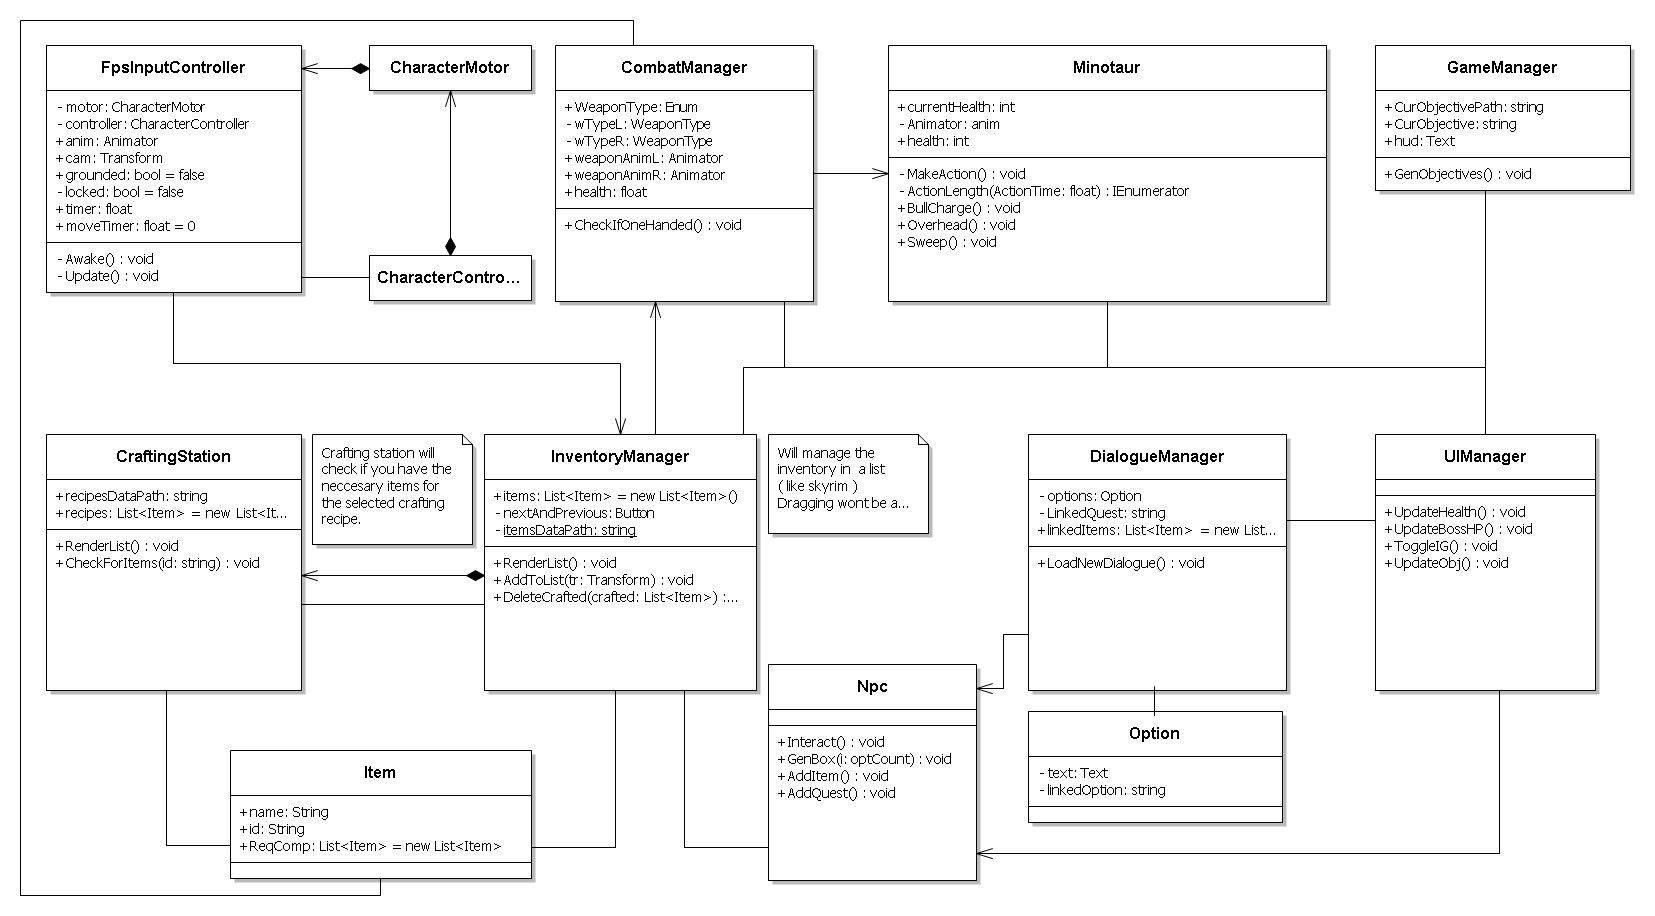 FpsInputController
- motor: CharacterMotor
- controller: CharacterController
+ anim: Animator
+ cam: Transform
+ grounded: bool = false
- locked: bool = false
+ timer: float
+ moveTimer: float = 0
- Awake() : void
- Update() : void
CharacterMotor
CharacterContro...
CombatManager
+ WeaponType: Enum
- wTypeL: WeaponType
- wTypeR: WeaponType
+ weaponAnimL: Animator
+ weaponAnimR: Animator
+ health: float
+ CheckIfOneHanded() : void
Minotaur
+ currentHealth: int
- Animator: anim
+ health: int
- MakeAction() : void
- ActionLength(ActionTime: float) : IEnumerator
+ BullCharge() : void
+ Overhead() : void
+ Sweep() : void
GameManager
+ CurObjectivePath: string
+ CurObjective: string
+ hud: Text
+ GenObjectives() : void
CraftingStation
+ recipesDataPath: string
+ recipes: List<Item> = new List<It...
+ RenderList() : void
+ CheckForItems(id: string) : void
Crafting station will
check if you have the
neccesary items for
the selected crafting
recipe.
InventoryManager
+ items: List<Item> = new List<Item>()
- nextAndPrevious: Button
- itemsDataPath: string
+ RenderList() : void
+ AddToList(tr: Transform) : void
+ DeleteCrafted(crafted: List<Item>) :...
Will manage the
inventory in a list
( like skyrim )
Dragging wont be a...
DialogueManager
- options: Option
- LinkedQuest: string
+ linkedItems: List<Item> = new List...
+ LoadNewDialogue() : void
UIManager
+ UpdateHealth() : void
+ UpdateBossHP() : void
+ ToggleIG() : void
+ UpdateObj() : void
Npc
+ Interact() : void
+ GenBox(i: optCount) : void
+ AddItem() : void
+ AddQuest() : void
Option
- text: Text
- linkedOption: string
Item
+ name: String
+ id: String
+ ReqComp: List<Item> = new List<Item>